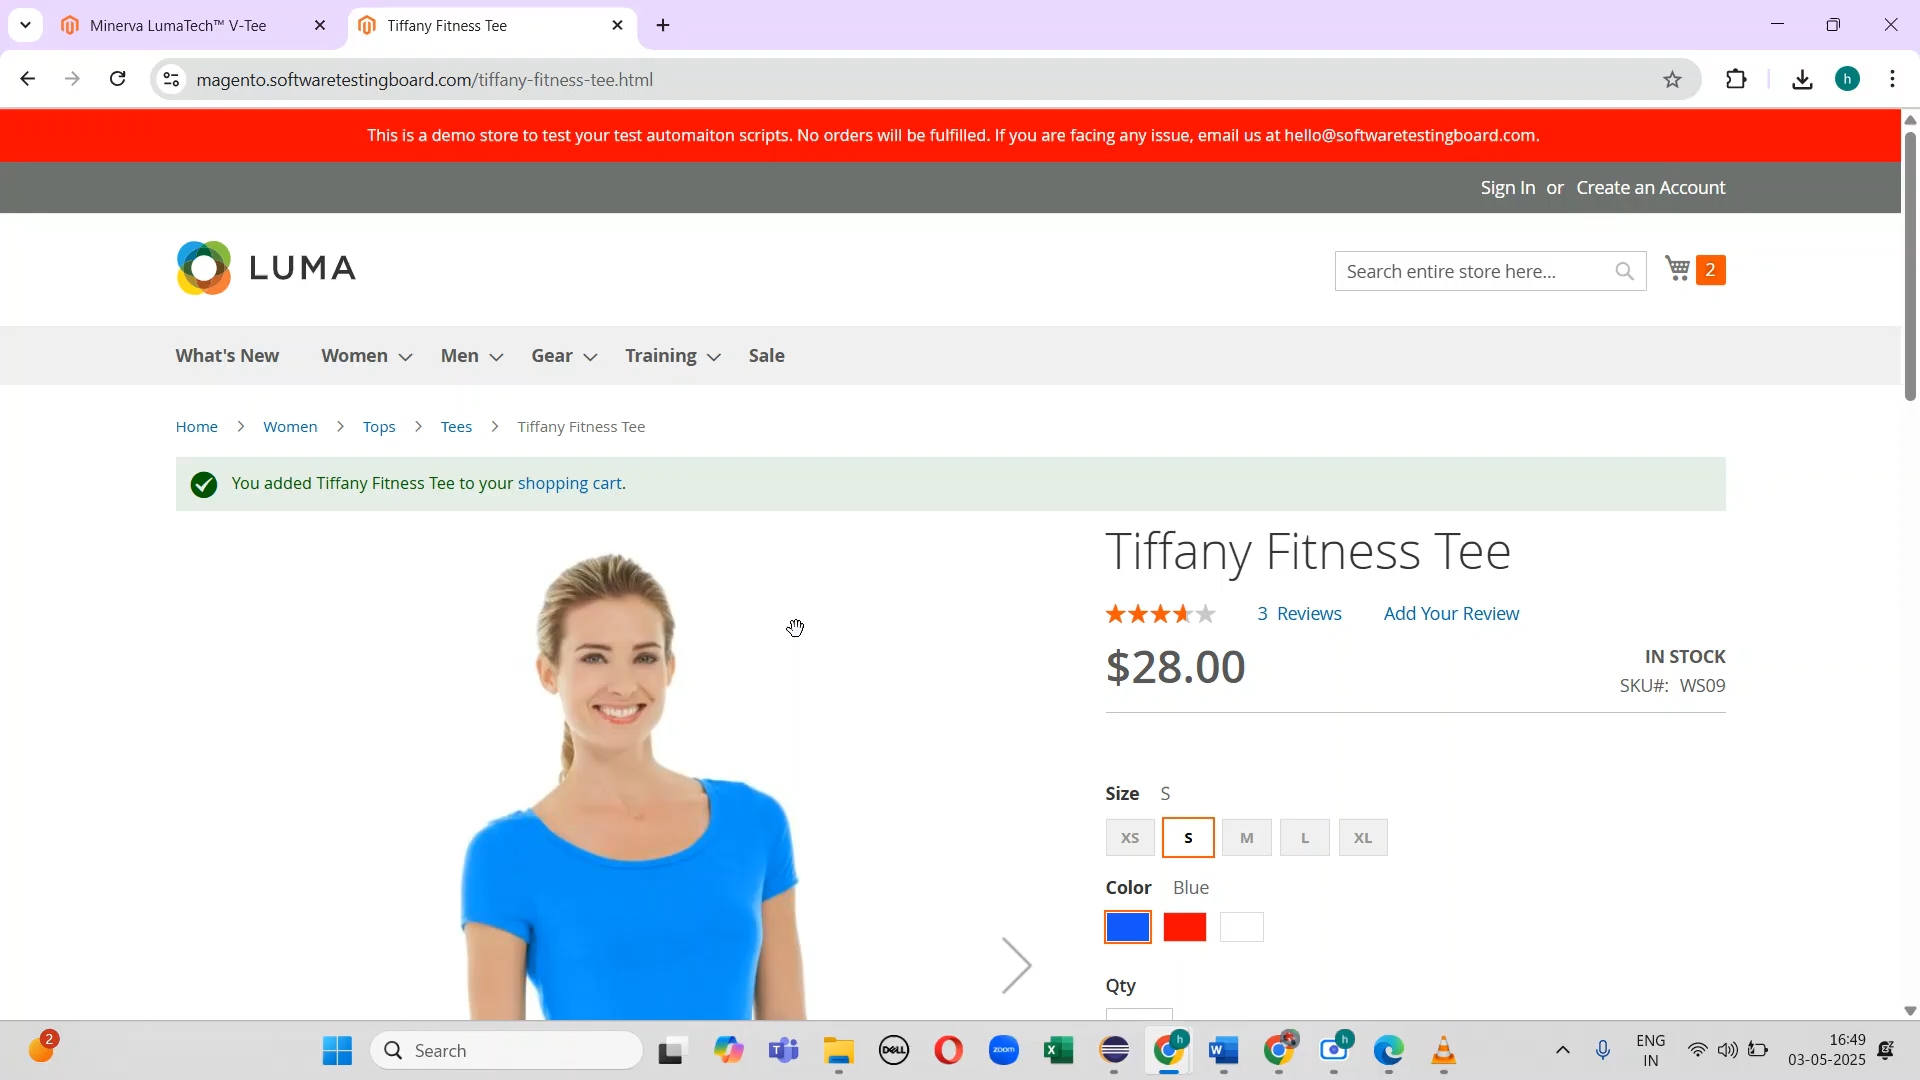 Minerva LumaTech™ V-Tee
Tiffany Fitness Tee
magento.softwaretestingboard.com/tiffany-fitness-tee.html
h
This is a demo store to test your test automaiton scripts. No orders will be fulfilled. If you are facing any issue, email us at hello@softwaretestingboard.com.
Sign In or Create an Account
LUMA
Search entire store here...
2
What's New Women Men Gear Training Sale
Home > Women > Tops > Tees > Tiffany Fitness Tee
You added Tiffany Fitness Tee to your shopping cart.
Tiffany Fitness Tee
3 Reviews Add Your Review
$28.00
IN STOCK
SKU#: WS09
Size S
XS S M L XL
Color Blue
Qty
2
Search
DELL
zoom
h
h
ENG
IN
16:49
03-05-2025